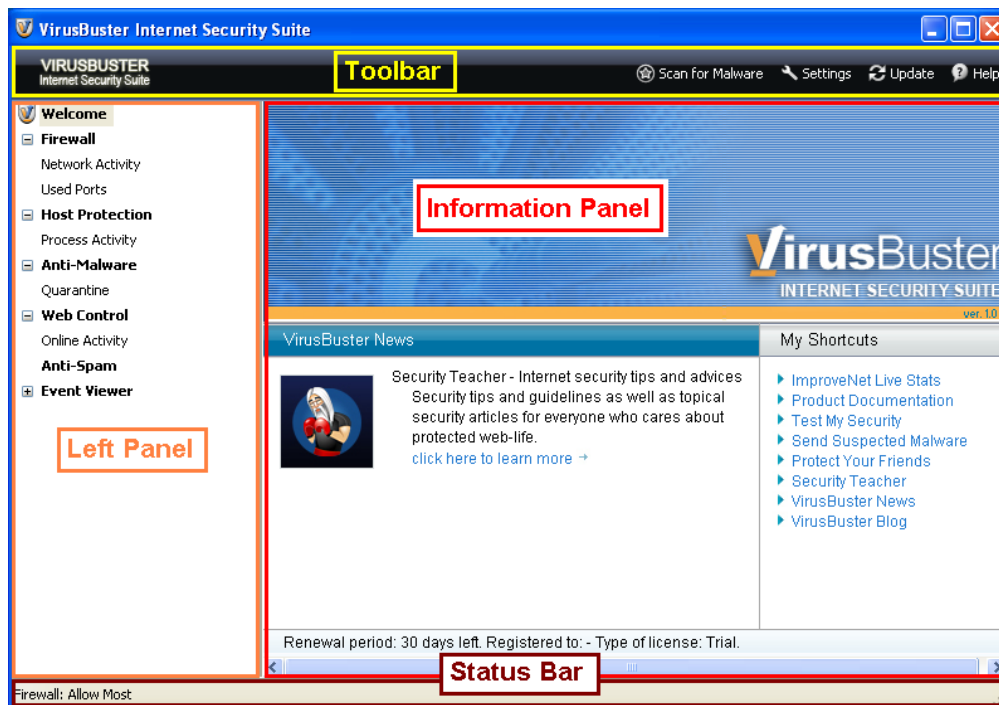 VirusBuster Internet Security Suite
VIRUSBUSTER
Internet Security Suite
Toolbar
Scan for Malware
Settings
Update
Help
Welcome
Firewall
Network Activity
Used Ports
Host Protection
Process Activity
Anti-Malware
Quarantine
Web Control
Online Activity
Anti-Spam
Event Viewer
Left Panel
Information Panel
VirusBuster
INTERNET SECURITY SUITE
ver. 1.0
VirusBuster News
Security Teacher - Internet security tips and advices
Security tips and guidelines as well as topical
security articles for everyone who cares about
protected web-life.
click here to learn more →
My Shortcuts
ImproveNet Live Stats
Product Documentation
Test My Security
Send Suspected Malware
Protect Your Friends
Security Teacher
VirusBuster News
VirusBuster Blog
Renewal period: 30 days left. Registered to: - Type of license: Trial.
Status Bar
Firewall: Allow Most